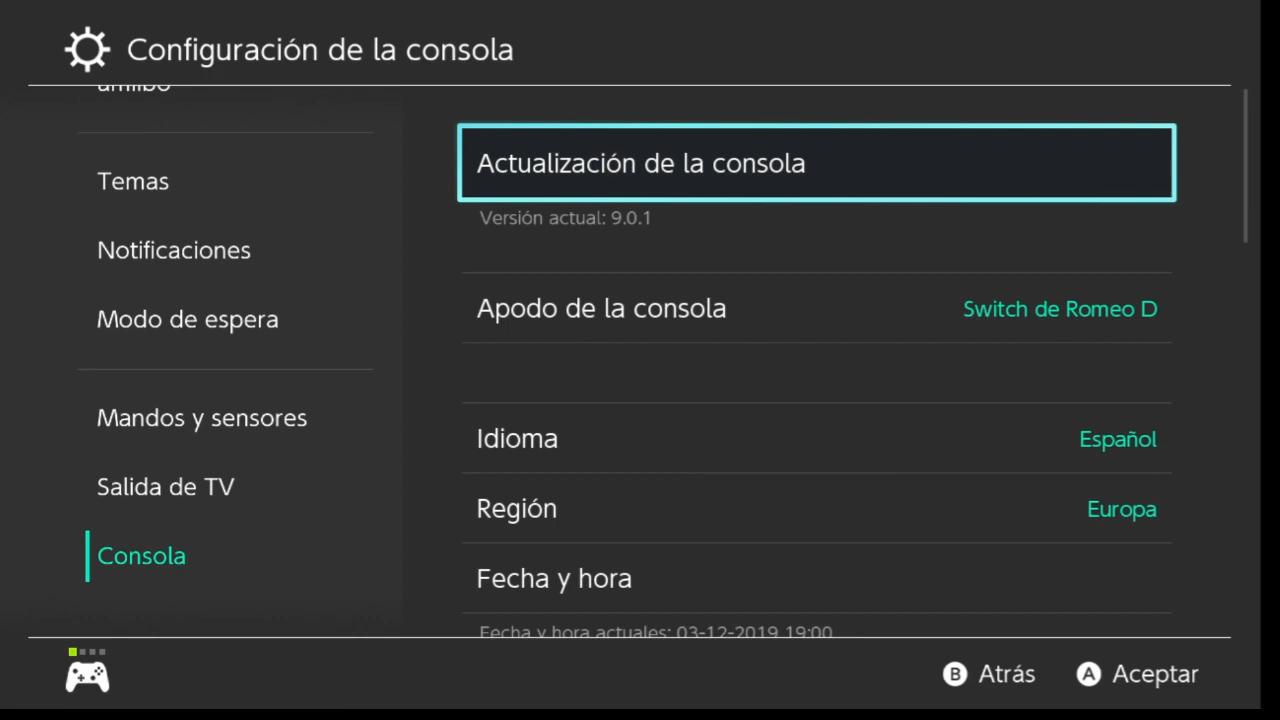 Configuración de la consola
amiibo
Temas
Notificaciones
Modo de espera
Mandos y sensores
Salida de TV
Consola
Actualización de la consola
Versión actual: 9.0.1
Apodo de la consola Switch de Romeo D
Idioma Español
Región Europa
Fecha y hora
Fecha y hora actuales: 03-12-2019 19:00
B Atrás A Aceptar